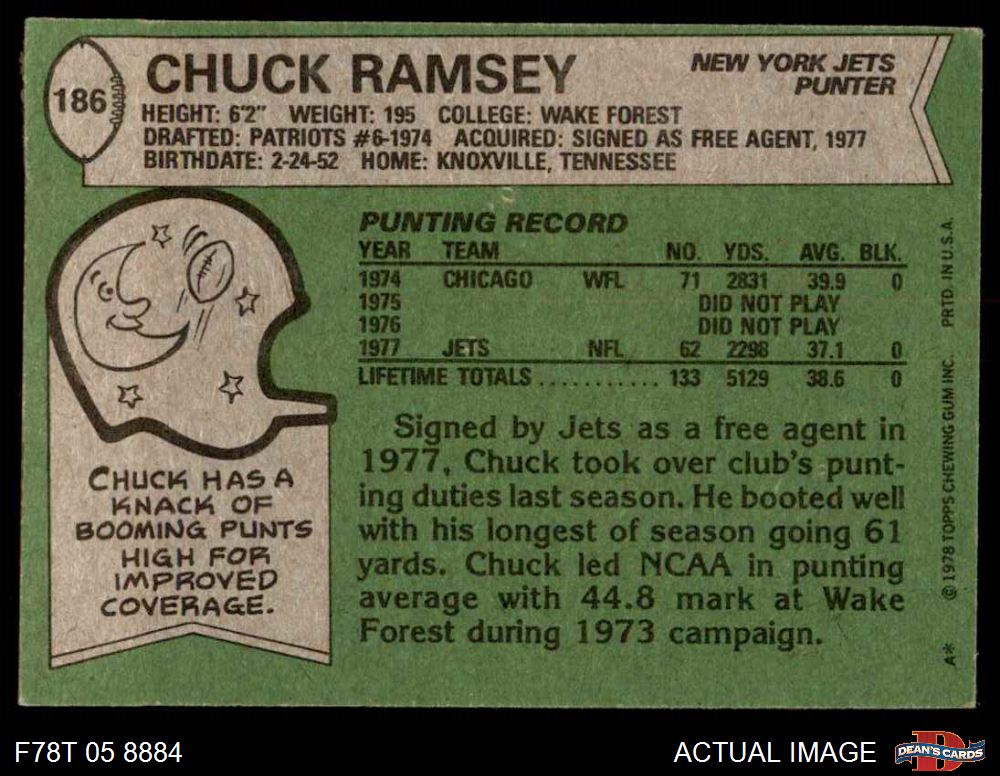 186
CHUCK RAMSEY
NEW YORK JETS
PUNTER
HEIGHT: 6'2" WEIGHT: 195 COLLEGE: WAKE FOREST
DRAFTED: PATRIOTS #6-1974 ACQUIRED: SIGNED AS FREE AGENT, 1977
BIRTHDATE: 2-24-52 HOME: KNOXVILLE, TENNESSEE
PUNTING RECORD
YEAR TEAM NO. YDS. AVG. BLK.
1974 CHICAGO WFL 71 2831 39.9 0
1975 DID NOT PLAY
1976 DID NOT PLAY
1977 JETS NFL 62 2298 37.1 0
LIFETIME TOTALS........... 133 5129 38.6 0
CHUCK HAS A
KNACK OF
BOOMING PUNTS
HIGH FOR
IMPROVED
COVERAGE.
Signed by Jets as a free agent in
1977, Chuck took over club's punt-
ing duties last season. He booted well
with his longest of season going 61
yards. Chuck led NCAA in punting
average with 44.8 mark at Wake
Forest during 1973 campaign.
A* © 1978 TOPPS CHEWING GUM INC. PRTD. IN U.S.A.
F78T 05 8884
ACTUAL IMAGE
DEAN'S CARDS